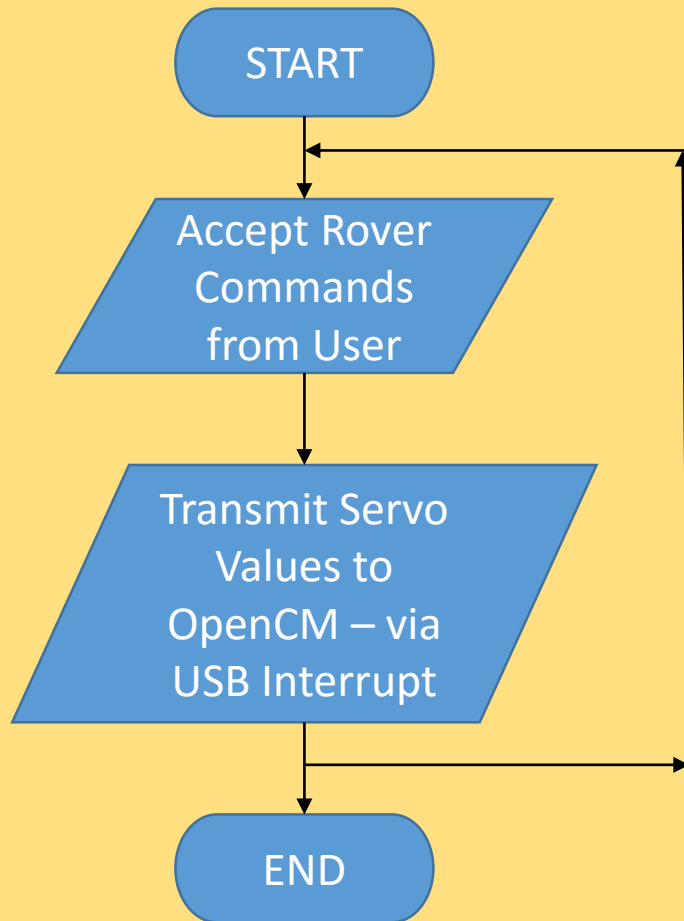 START
Accept Rover
Commands
from User
Transmit Servo
Values to
OpenCM – via
USB Interrupt
END